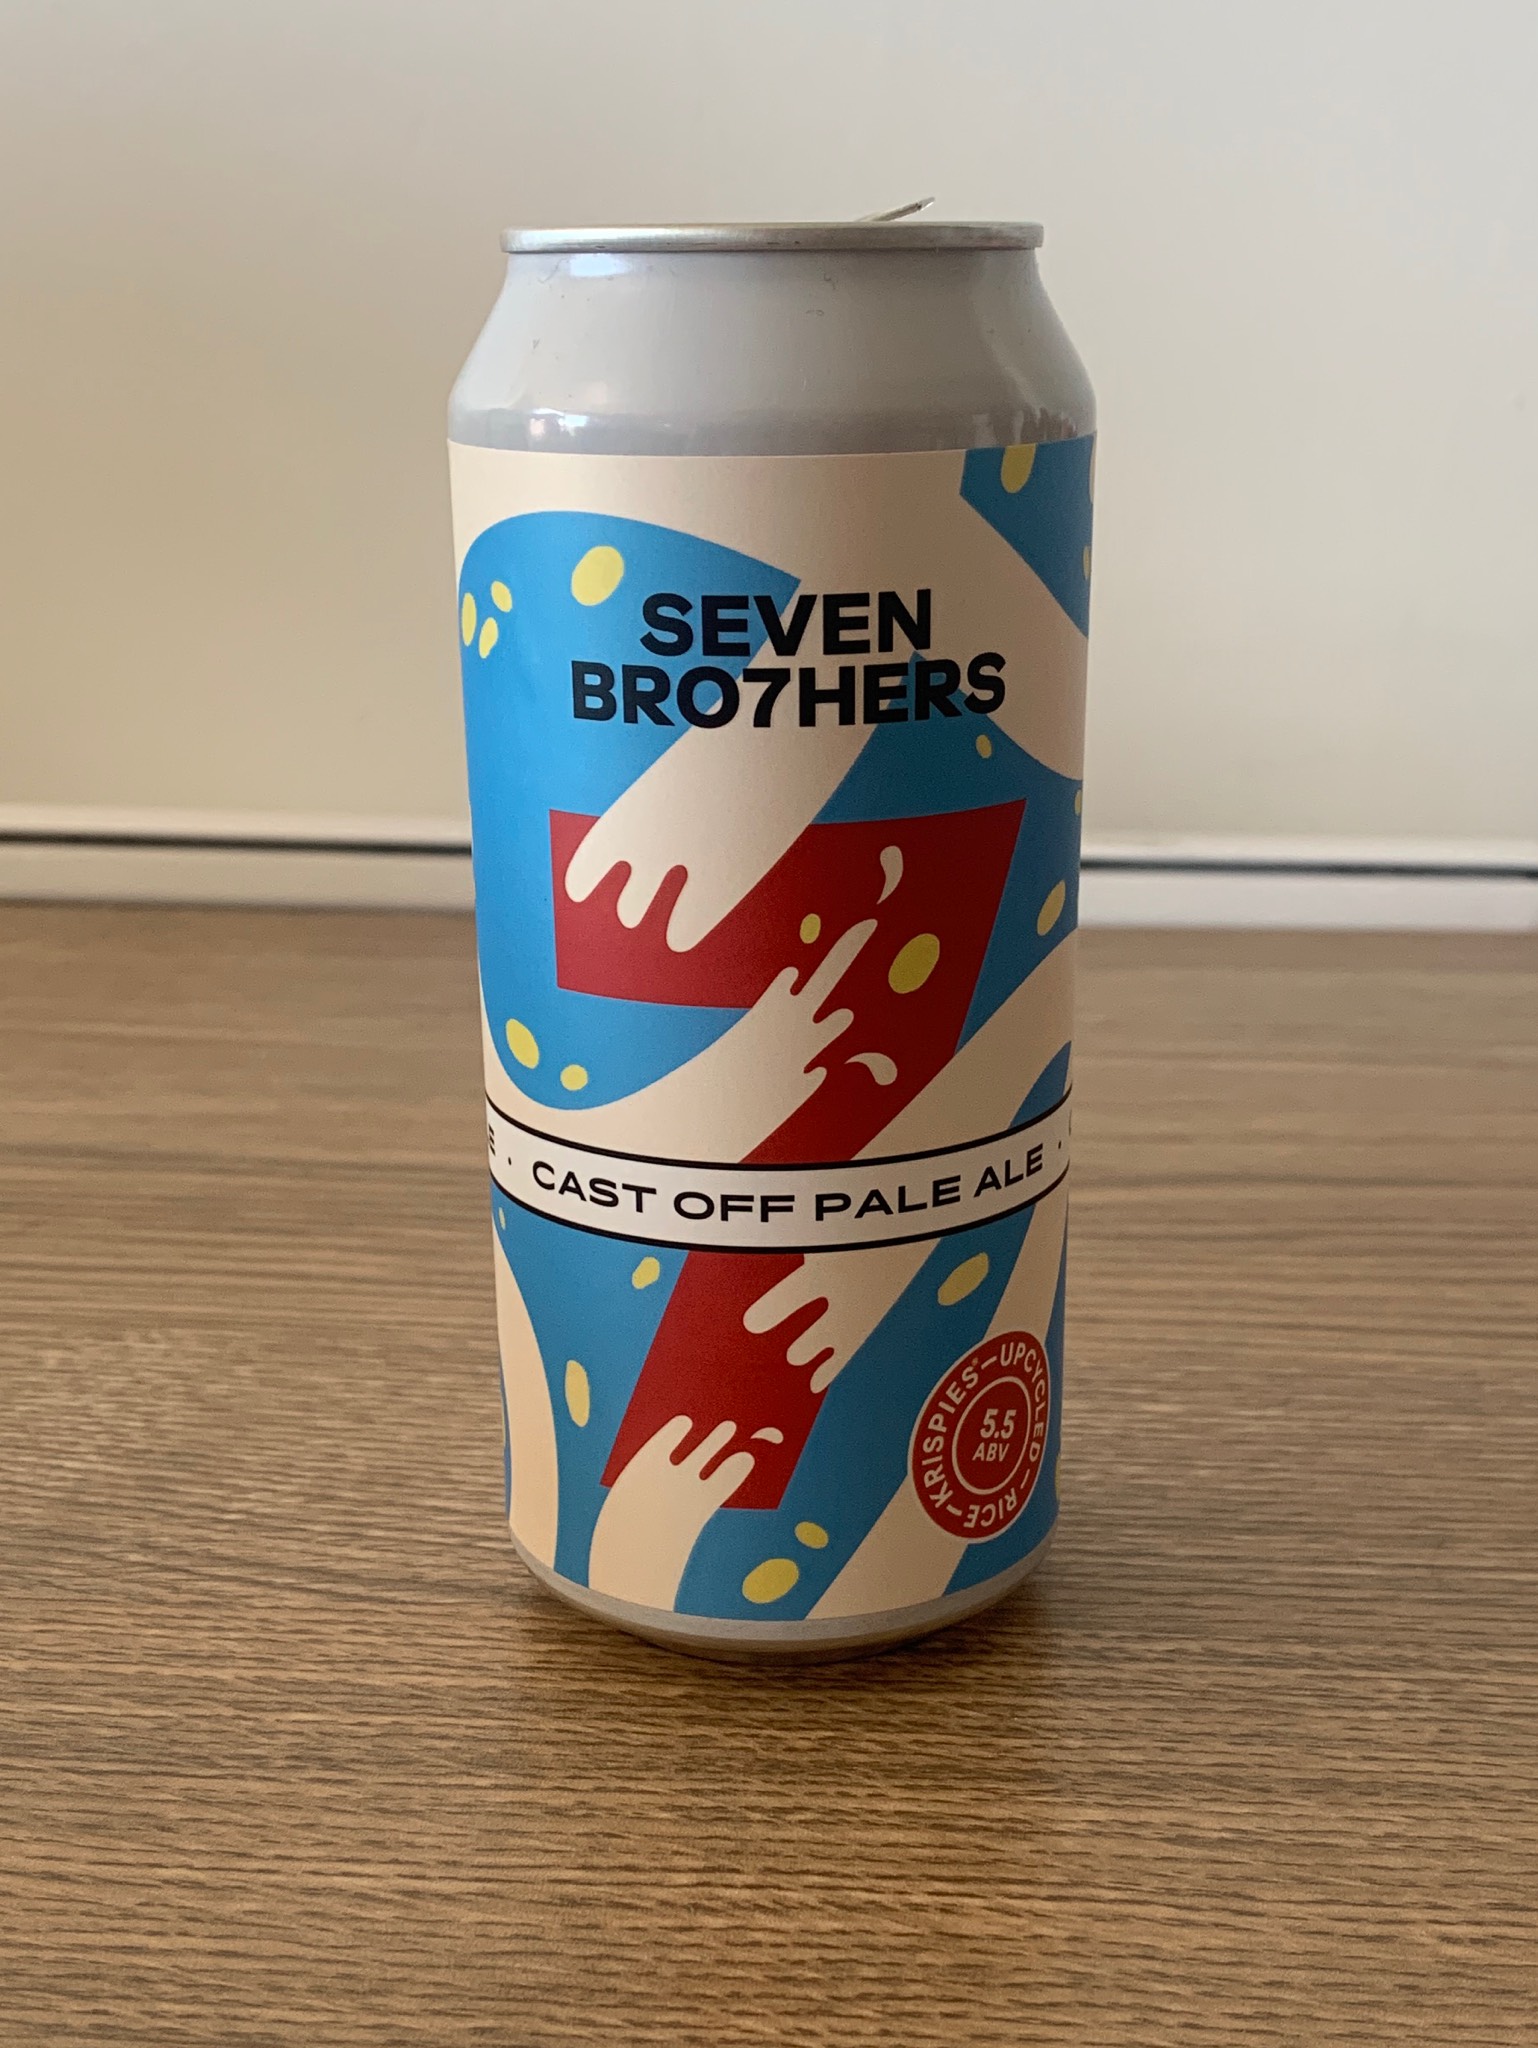 SEVEN
BRO7HERS
E · CAST OFF PALE ALE ·
UPCYCLED – RICE – KRISPIES® –
5.5
ABV